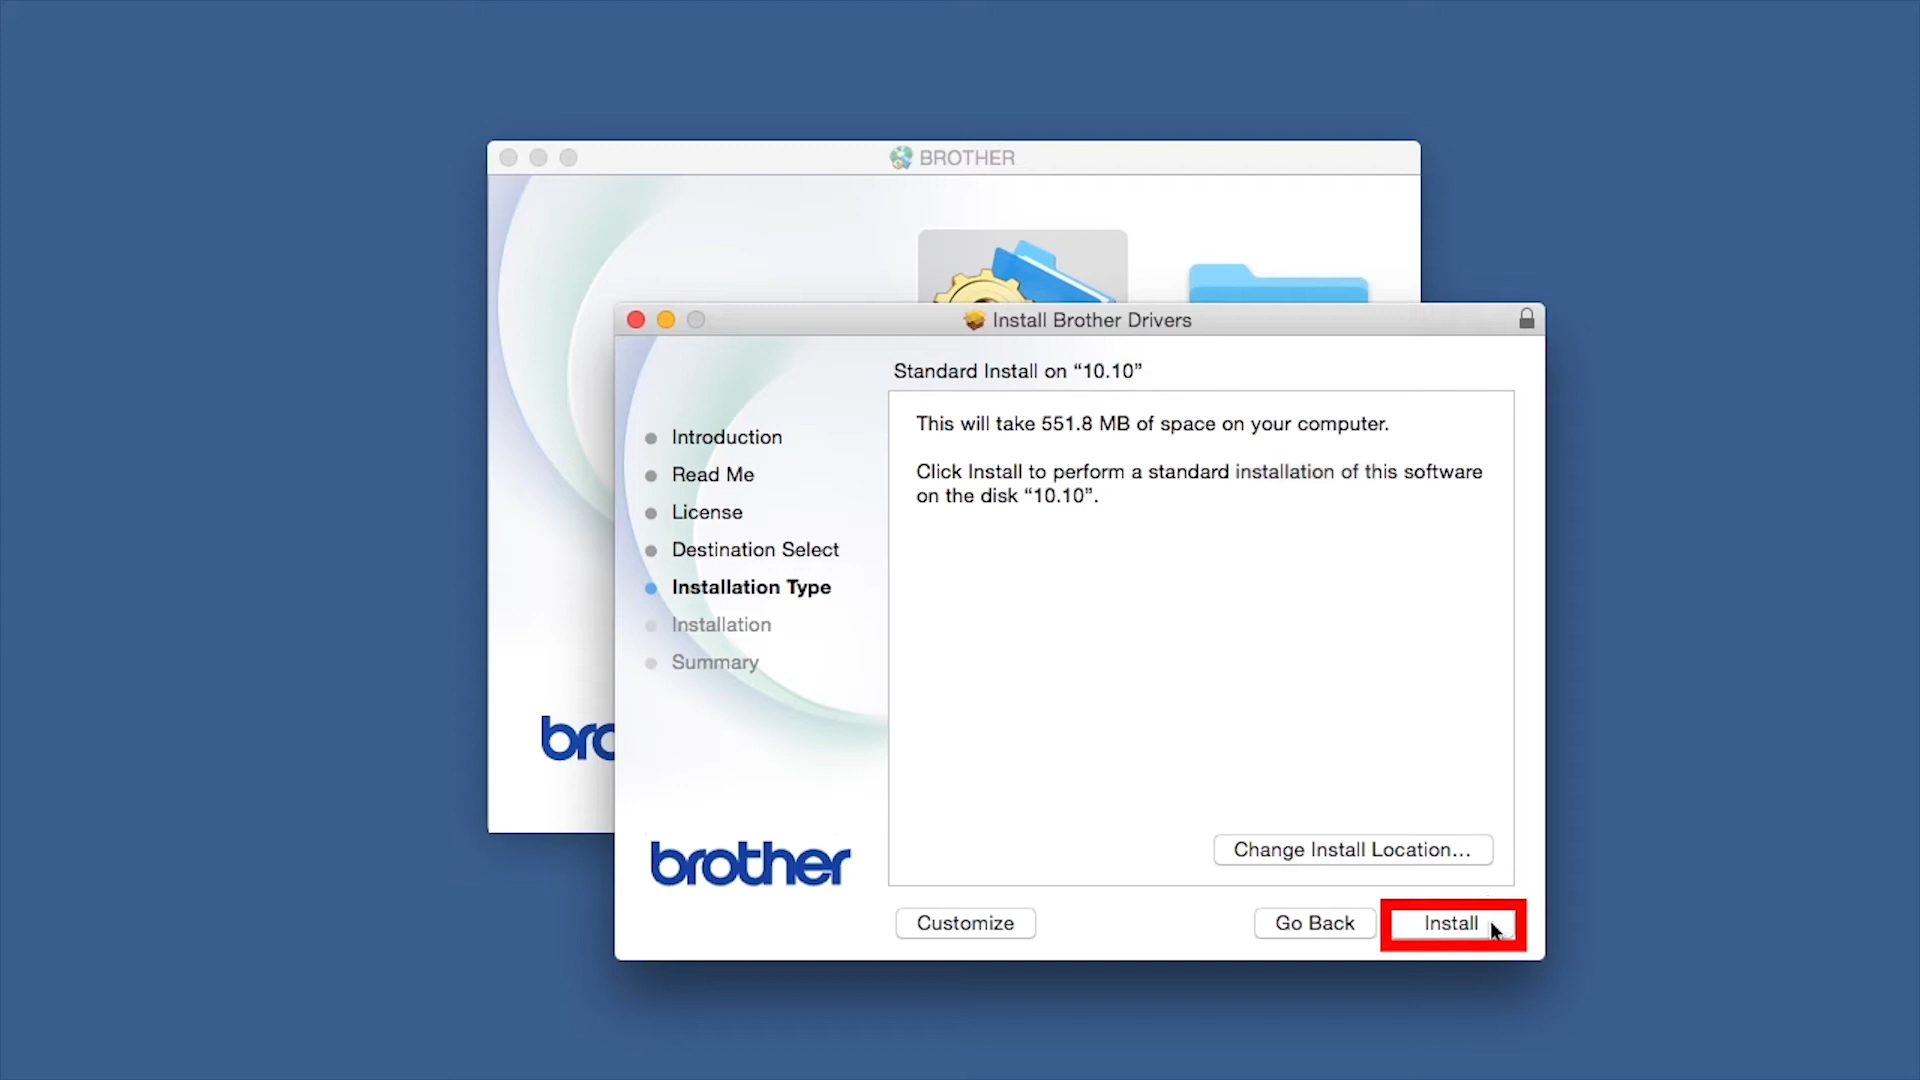 BROTHER
Install Brother Drivers
Standard Install on “10.10”
This will take 551.8 MB of space on your computer.
Click Install to perform a standard installation of this software
on the disk “10.10”.
Introduction
Read Me
License
Destination Select
Installation Type
Installation
Summary
bro
brother
Change Install Location...
Customize
Go Back
Install